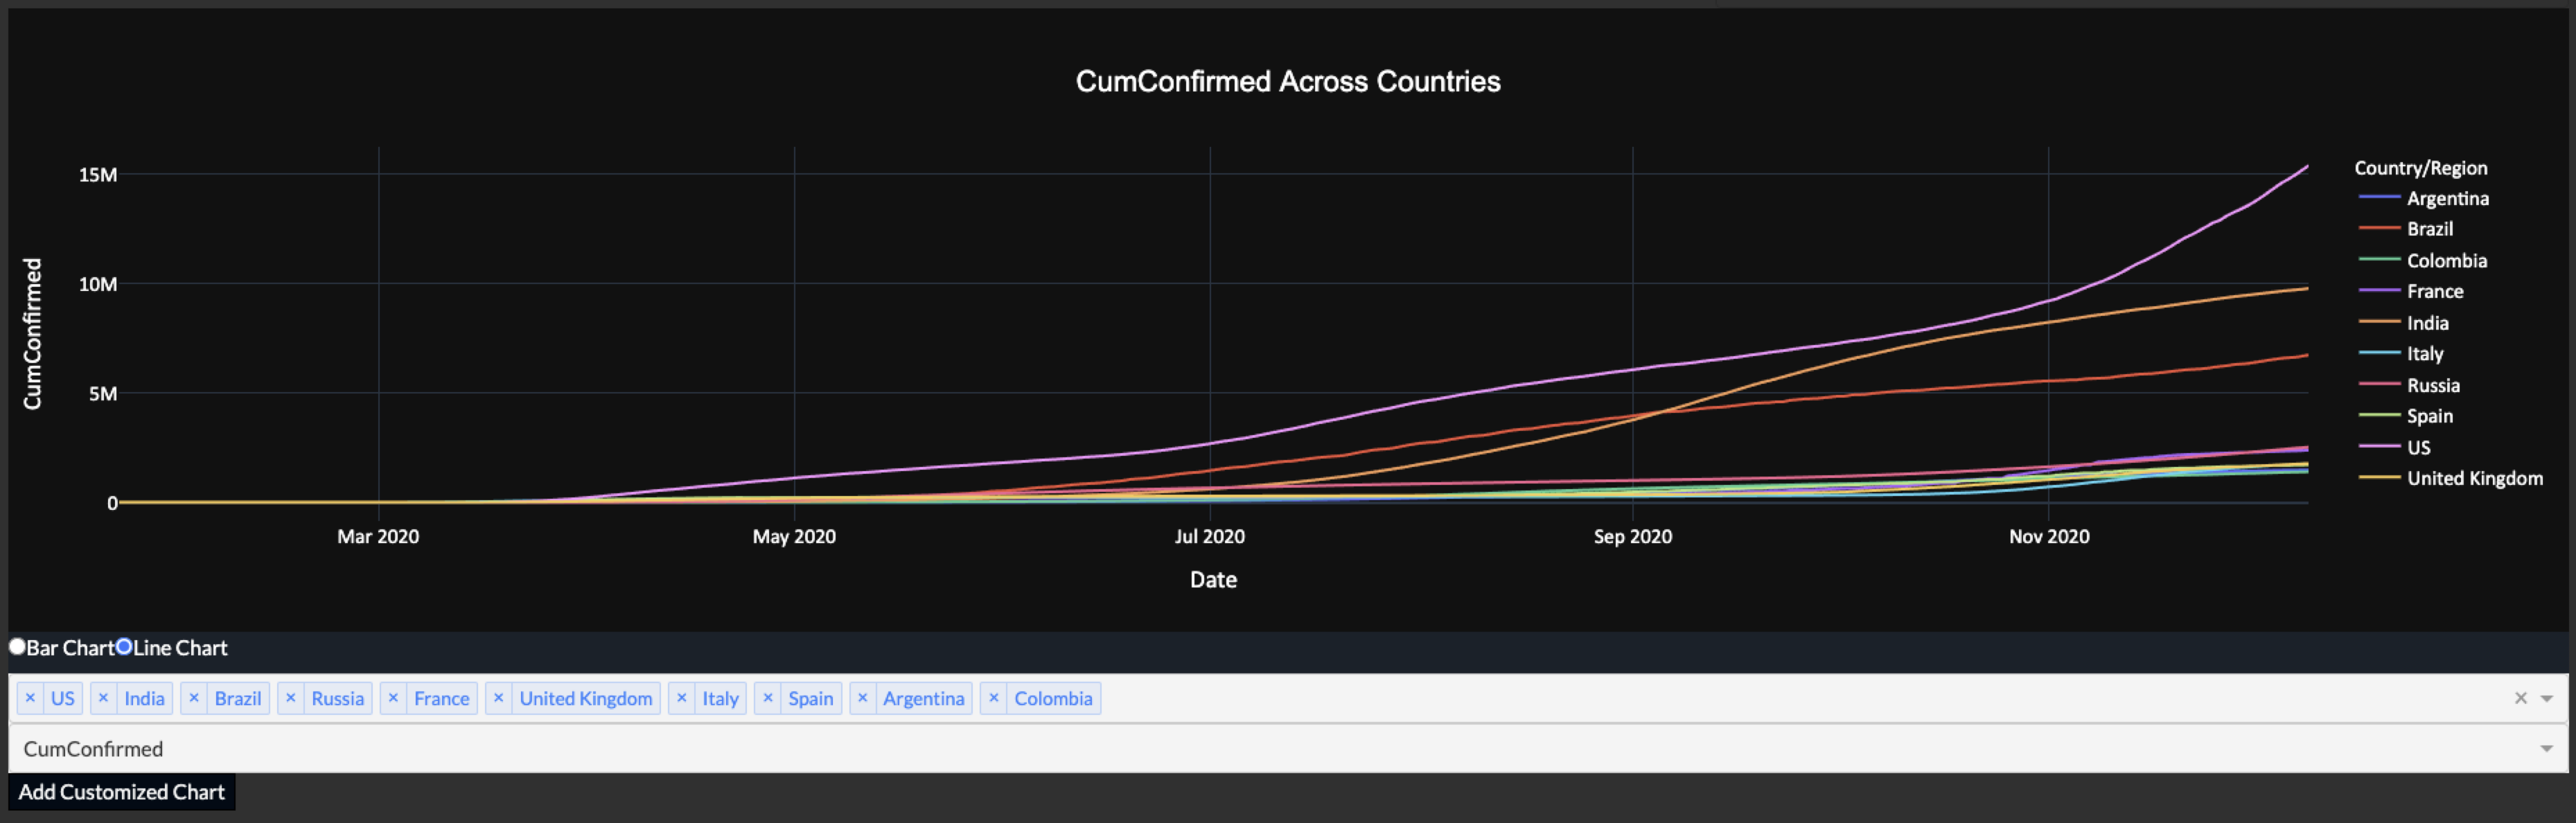 CumConfirmed Across Countries
CumConfirmed
15M
10M
5M
0
Mar 2020 May 2020 Jul 2020 Sep 2020 Nov 2020
Date
Country/Region
Argentina
Brazil
Colombia
France
India
Italy
Russia
Spain
US
United Kingdom
Bar Chart Line Chart
× US × India × Brazil × Russia × France × United Kingdom × Italy × Spain × Argentina × Colombia ×
CumConfirmed
Add Customized Chart